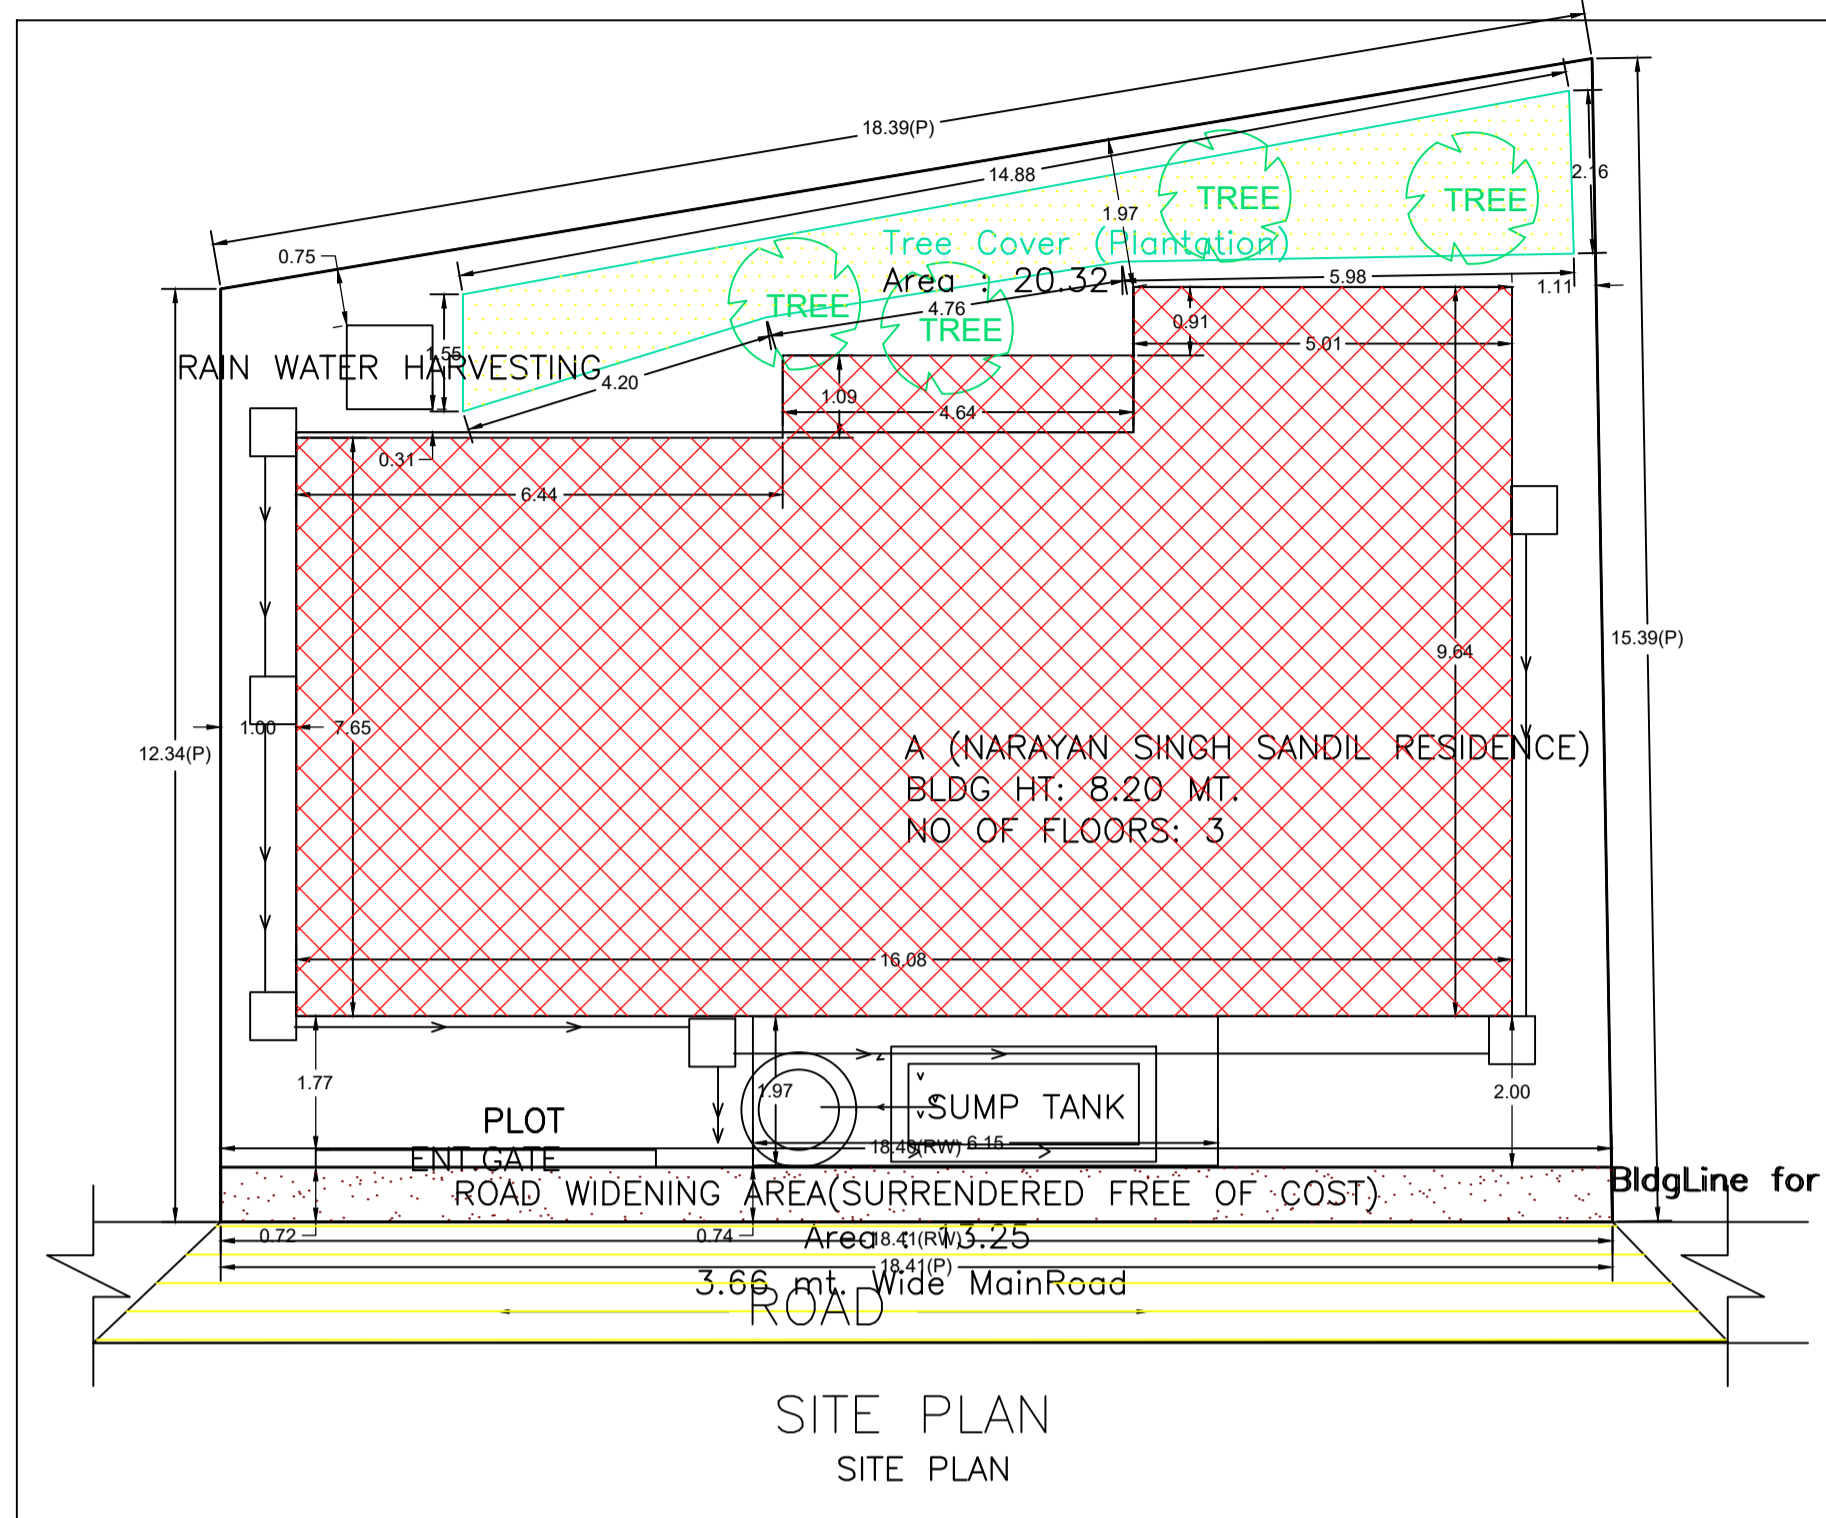 18.39(P)
14.88
2.16
TREE
TREE
1.97
0.75
Tree Cover (Plantation)
Area : 20.32
5.98
1.11
TREE
TREE
4.76
0.91
5.01
1.55
RAIN WATER HARVESTING
4.20
1.09
4.64
0.31
6.44
15.39(P)
9.64
1.00
7.65
12.34(P)
A (NARAYAN SINGH SANDIL RESIDENCE)
BLDG HT: 8.20 MT.
NO OF FLOORS: 3
16.08
1.77
1.97
2.00
SUMP TANK
PLOT
18.40(RW)
6.15
ENT.GATE
BldgLine for
ROAD WIDENING AREA(SURRENDERED FREE OF COST)
0.72
0.74
Area : 13.25
18.41(RW)
18.41(P)
3.66 mt. Wide MainRoad
ROAD
SITE PLAN
SITE PLAN